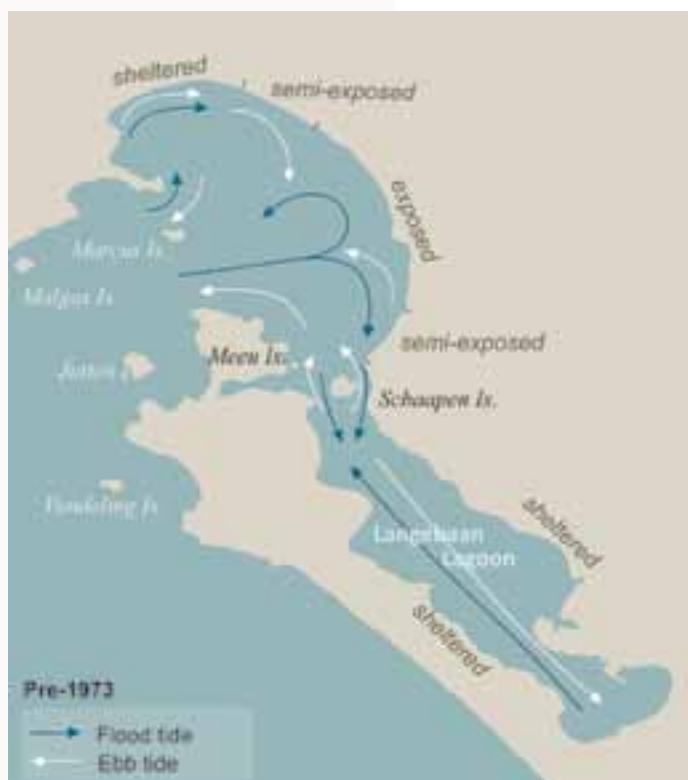 sheltered
semi-exposed
exposed
Marcus Is.
Malgas Is
semi-exposed
Meeu Is.
Jutten I
Schaapen Is.
Vondeling Is
sheltered
Langebaan
Lagoon
sheltered
Pre-1973
Flood tide
Ebb tide